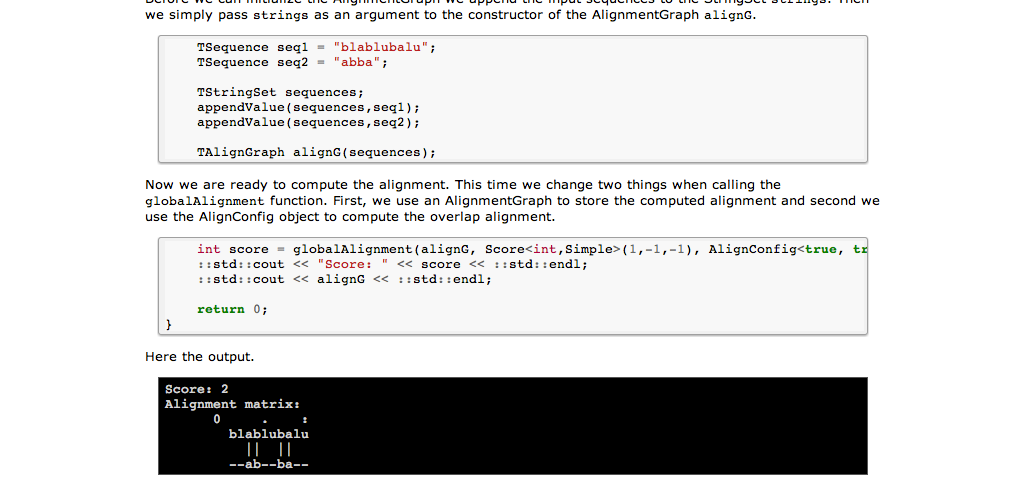 we simply pass strings as an argument to the constructor of the AlignmentGraph alignG.
TSequence seq1 = "blablubalu";
TSequence seq2 = "abba";
TStringSet sequences;
appendValue(sequences,seq1);
appendValue(sequences,seq2);
TAlignGraph alignG(sequences);
Now we are ready to compute the alignment. This time we change two things when calling the
globalAlignment function. First, we use an AlignmentGraph to store the computed alignment and second we
use the AlignConfig object to compute the overlap alignment.
int score = globalAlignment(alignG, Score<int,Simple>(1,-1,-1), AlignConfig<true, tr
::std::cout << "Score: " << score << ::std::endl;
::std::cout << alignG << ::std::endl;
return 0;
}
Here the output.
Score: 2
Alignment matrix:
0 . :
blablubalu
|| ||
--ab--ba--